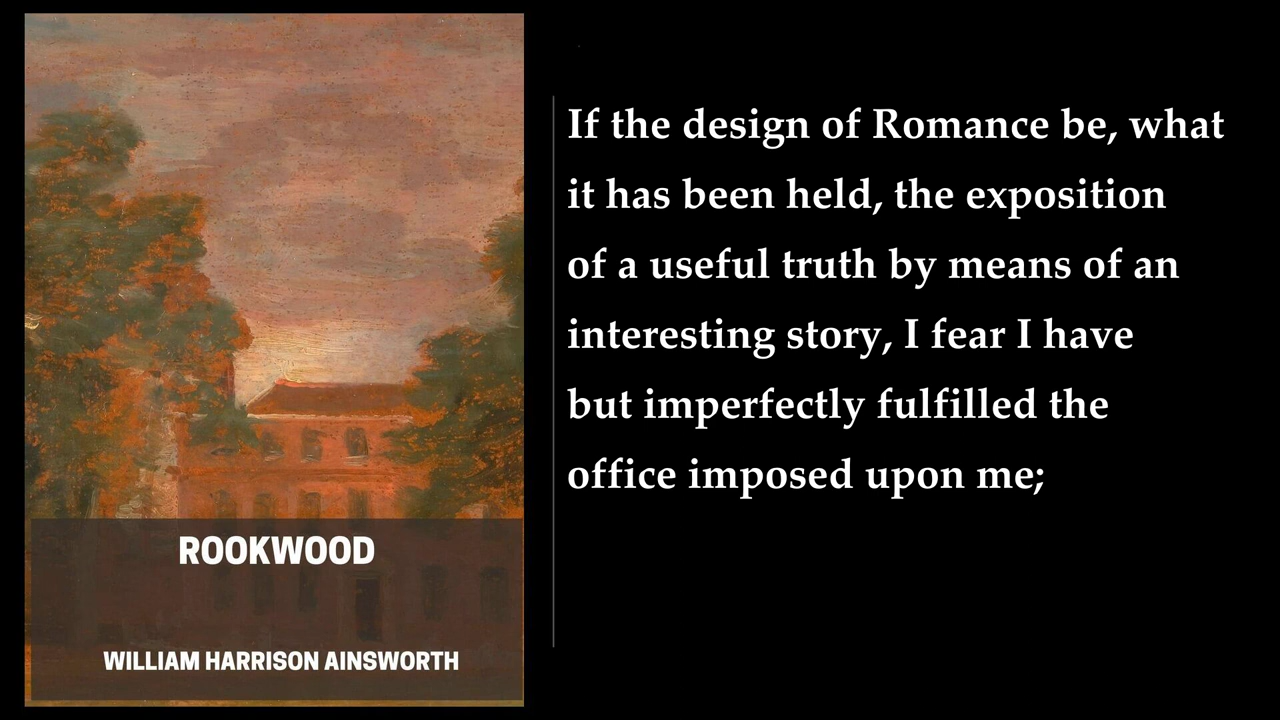 ROOKWOOD
WILLIAM HARRISON AINSWORTH
If the design of Romance be, what
it has been held, the exposition
of a useful truth by means of an
interesting story, I fear I have
but imperfectly fulfilled the
office imposed upon me;